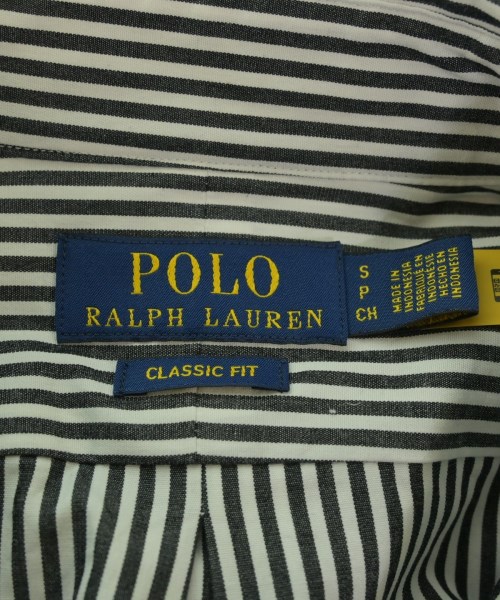 POLO
RALPH LAUREN
CLASSIC FIT
S
P
CH
MADE IN
INDONESIA
FABRIQUÉ EN
INDONÉSIE
HECHO EN
INDONESIA